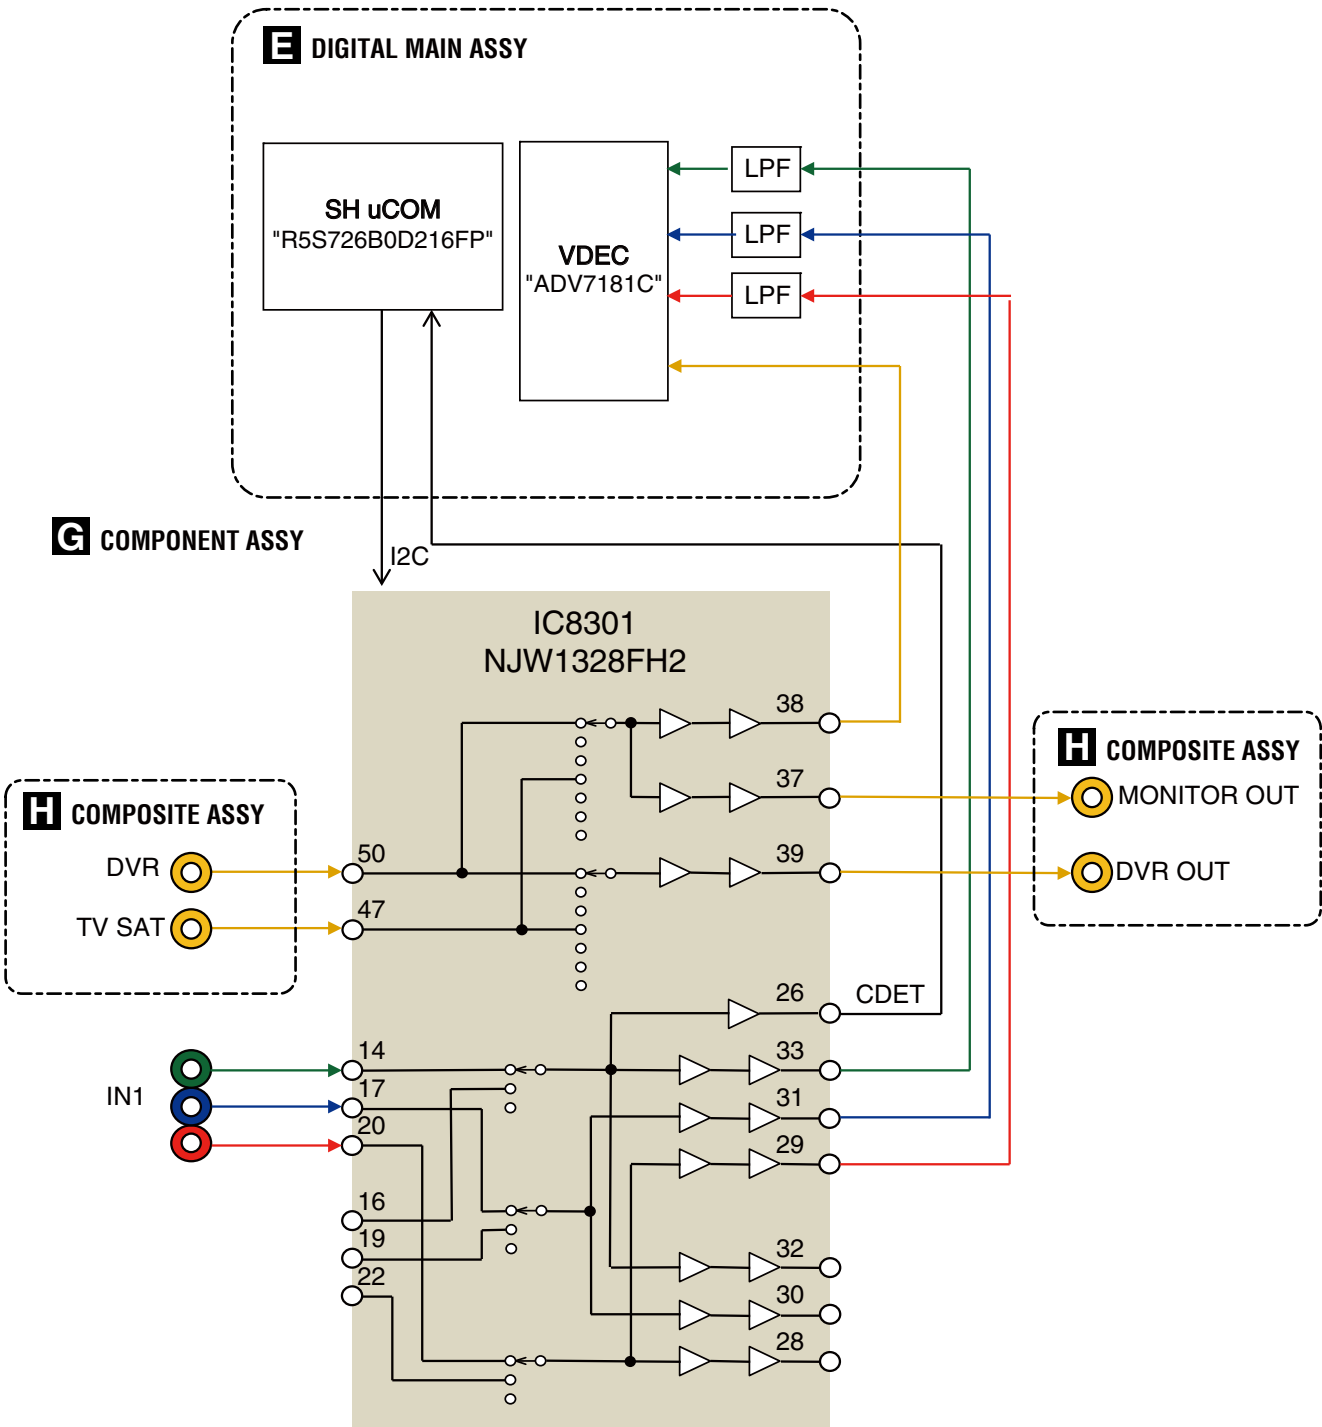 E DIGITAL MAIN ASSY
SH uCOM
"R5S726B0D216FP"
VDEC
"ADV7181C"
LPF
LPF
LPF
G COMPONENT ASSY
I2C
IC8301
NJW1328FH2
38
37
39
H COMPOSITE ASSY
MONITOR OUT
DVR OUT
H COMPOSITE ASSY
DVR
TV SAT
50
47
26
CDET
IN1
14
17
20
16
19
22
33
31
29
32
30
28